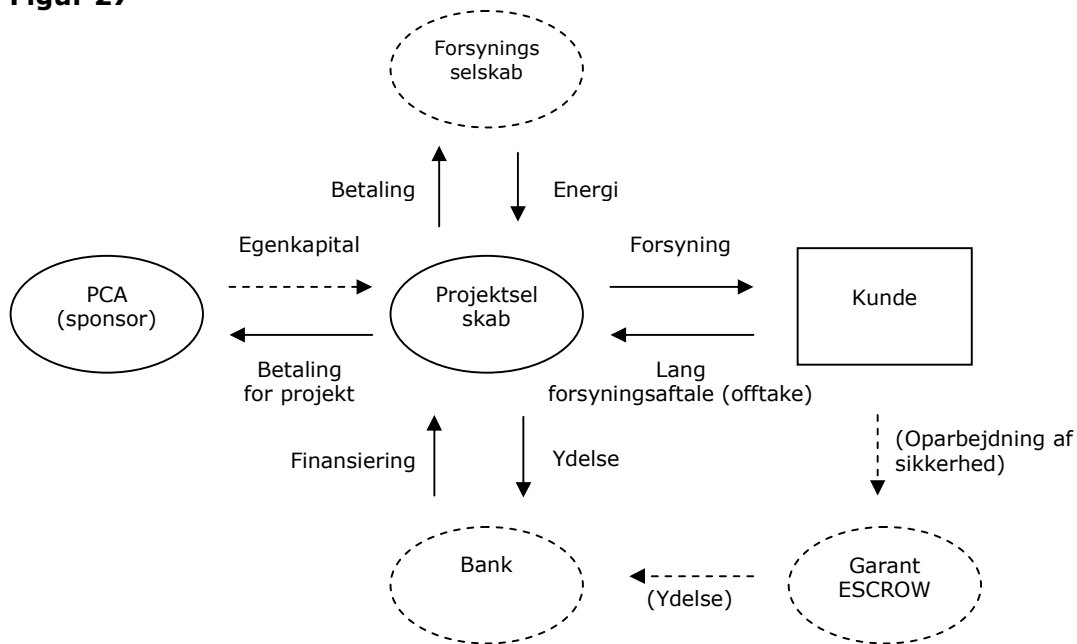 Figur 27
Forsynings
selskab
Betaling
Energi
Egenkapital
Forsyning
PCA
(sponsor)
Projektsel
skab
Kunde
Betaling
for projekt
Lang
forsyningsaftale (offtake)
Finansiering
Ydelse
(Oparbejdning af
sikkerhed)
Bank
Garant
ESCROW
(Ydelse)